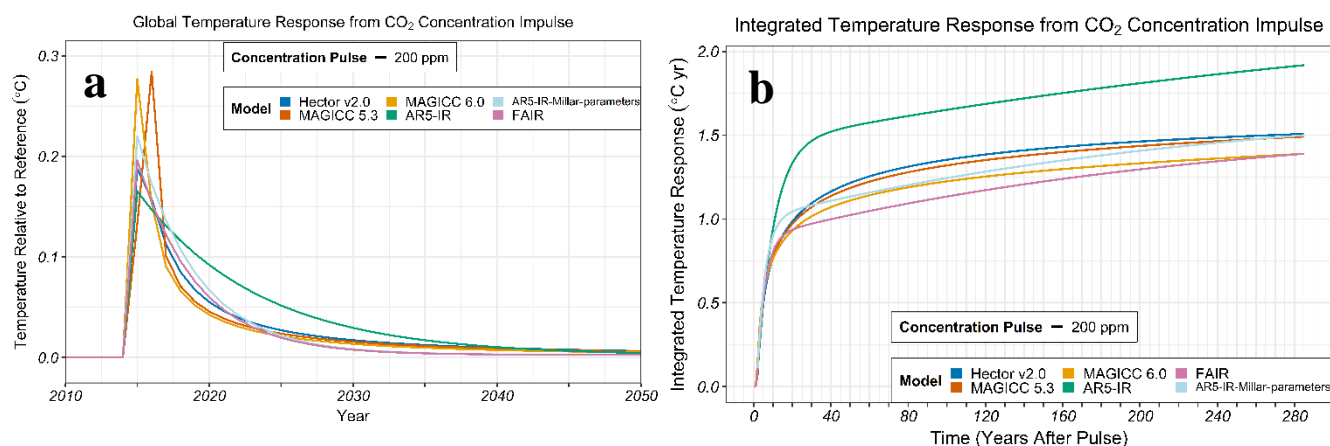 Global Temperature Response from CO₂ Concentration Impulse
a
Concentration Pulse 200 ppm
Model Hector v2.0 MAGICC 6.0 AR5-IR-Millar-parameters
MAGICC 5.3 AR5-IR FAIR
Temperature Relative to Reference (°C)
0.3
0.2
0.1
0.0
2010 2020 2030 2040 2050
Year
Integrated Temperature Response from CO₂ Concentration Impulse
b
Integrated Temperature Response (°C yr)
2.0
1.5
1.0
0.5
0.0
Concentration Pulse 200 ppm
Model Hector v2.0 MAGICC 6.0 FAIR
MAGICC 5.3 AR5-IR AR5-IR-Millar-parameters
0 40 80 120 160 200 240 280
Time (Years After Pulse)